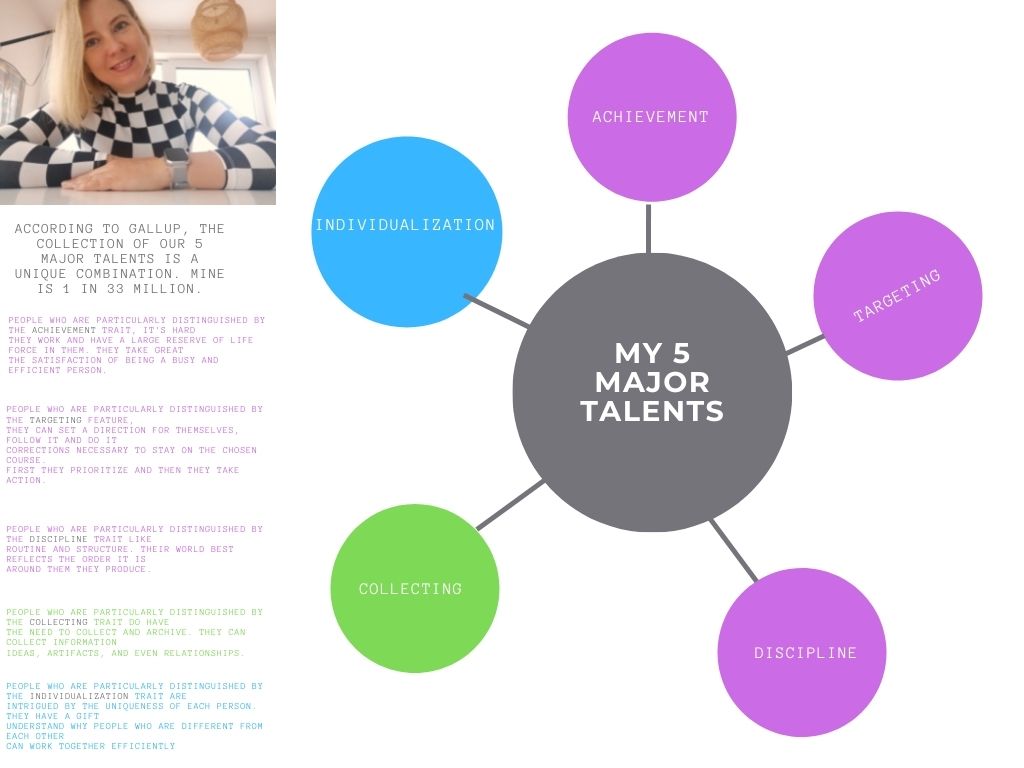 ACCORDING TO GALLUP, THE
COLLECTION OF OUR 5
MAJOR TALENTS IS A
UNIQUE COMBINATION. MINE
IS 1 IN 33 MILLION.
PEOPLE WHO ARE PARTICULARLY DISTINGUISHED BY
THE ACHIEVEMENT TRAIT, IT'S HARD
THEY WORK AND HAVE A LARGE RESERVE OF LIFE
FORCE IN THEM. THEY TAKE GREAT
THE SATISFACTION OF BEING A BUSY AND
EFFICIENT PERSON.
PEOPLE WHO ARE PARTICULARLY DISTINGUISHED BY
THE TARGETING FEATURE,
THEY CAN SET A DIRECTION FOR THEMSELVES,
FOLLOW IT AND DO IT
CORRECTIONS NECESSARY TO STAY ON THE CHOSEN
COURSE.
FIRST THEY PRIORITIZE AND THEN THEY TAKE
ACTION.
PEOPLE WHO ARE PARTICULARLY DISTINGUISHED BY
THE DISCIPLINE TRAIT LIKE
ROUTINE AND STRUCTURE. THEIR WORLD BEST
REFLECTS THE ORDER IT IS
AROUND THEM THEY PRODUCE.
PEOPLE WHO ARE PARTICULARLY DISTINGUISHED BY
THE COLLECTING TRAIT DO HAVE
THE NEED TO COLLECT AND ARCHIVE. THEY CAN
COLLECT INFORMATION
IDEAS, ARTIFACTS, AND EVEN RELATIONSHIPS.
PEOPLE WHO ARE PARTICULARLY DISTINGUISHED BY
THE INDIVIDUALIZATION TRAIT ARE
INTRIGUED BY THE UNIQUENESS OF EACH PERSON.
THEY HAVE A GIFT
UNDERSTAND WHY PEOPLE WHO ARE DIFFERENT FROM
EACH OTHER
CAN WORK TOGETHER EFFICIENTLY
ACHIEVEMENT
INDIVIDUALIZATION
TARGETING
MY 5
MAJOR
TALENTS
COLLECTING
DISCIPLINE